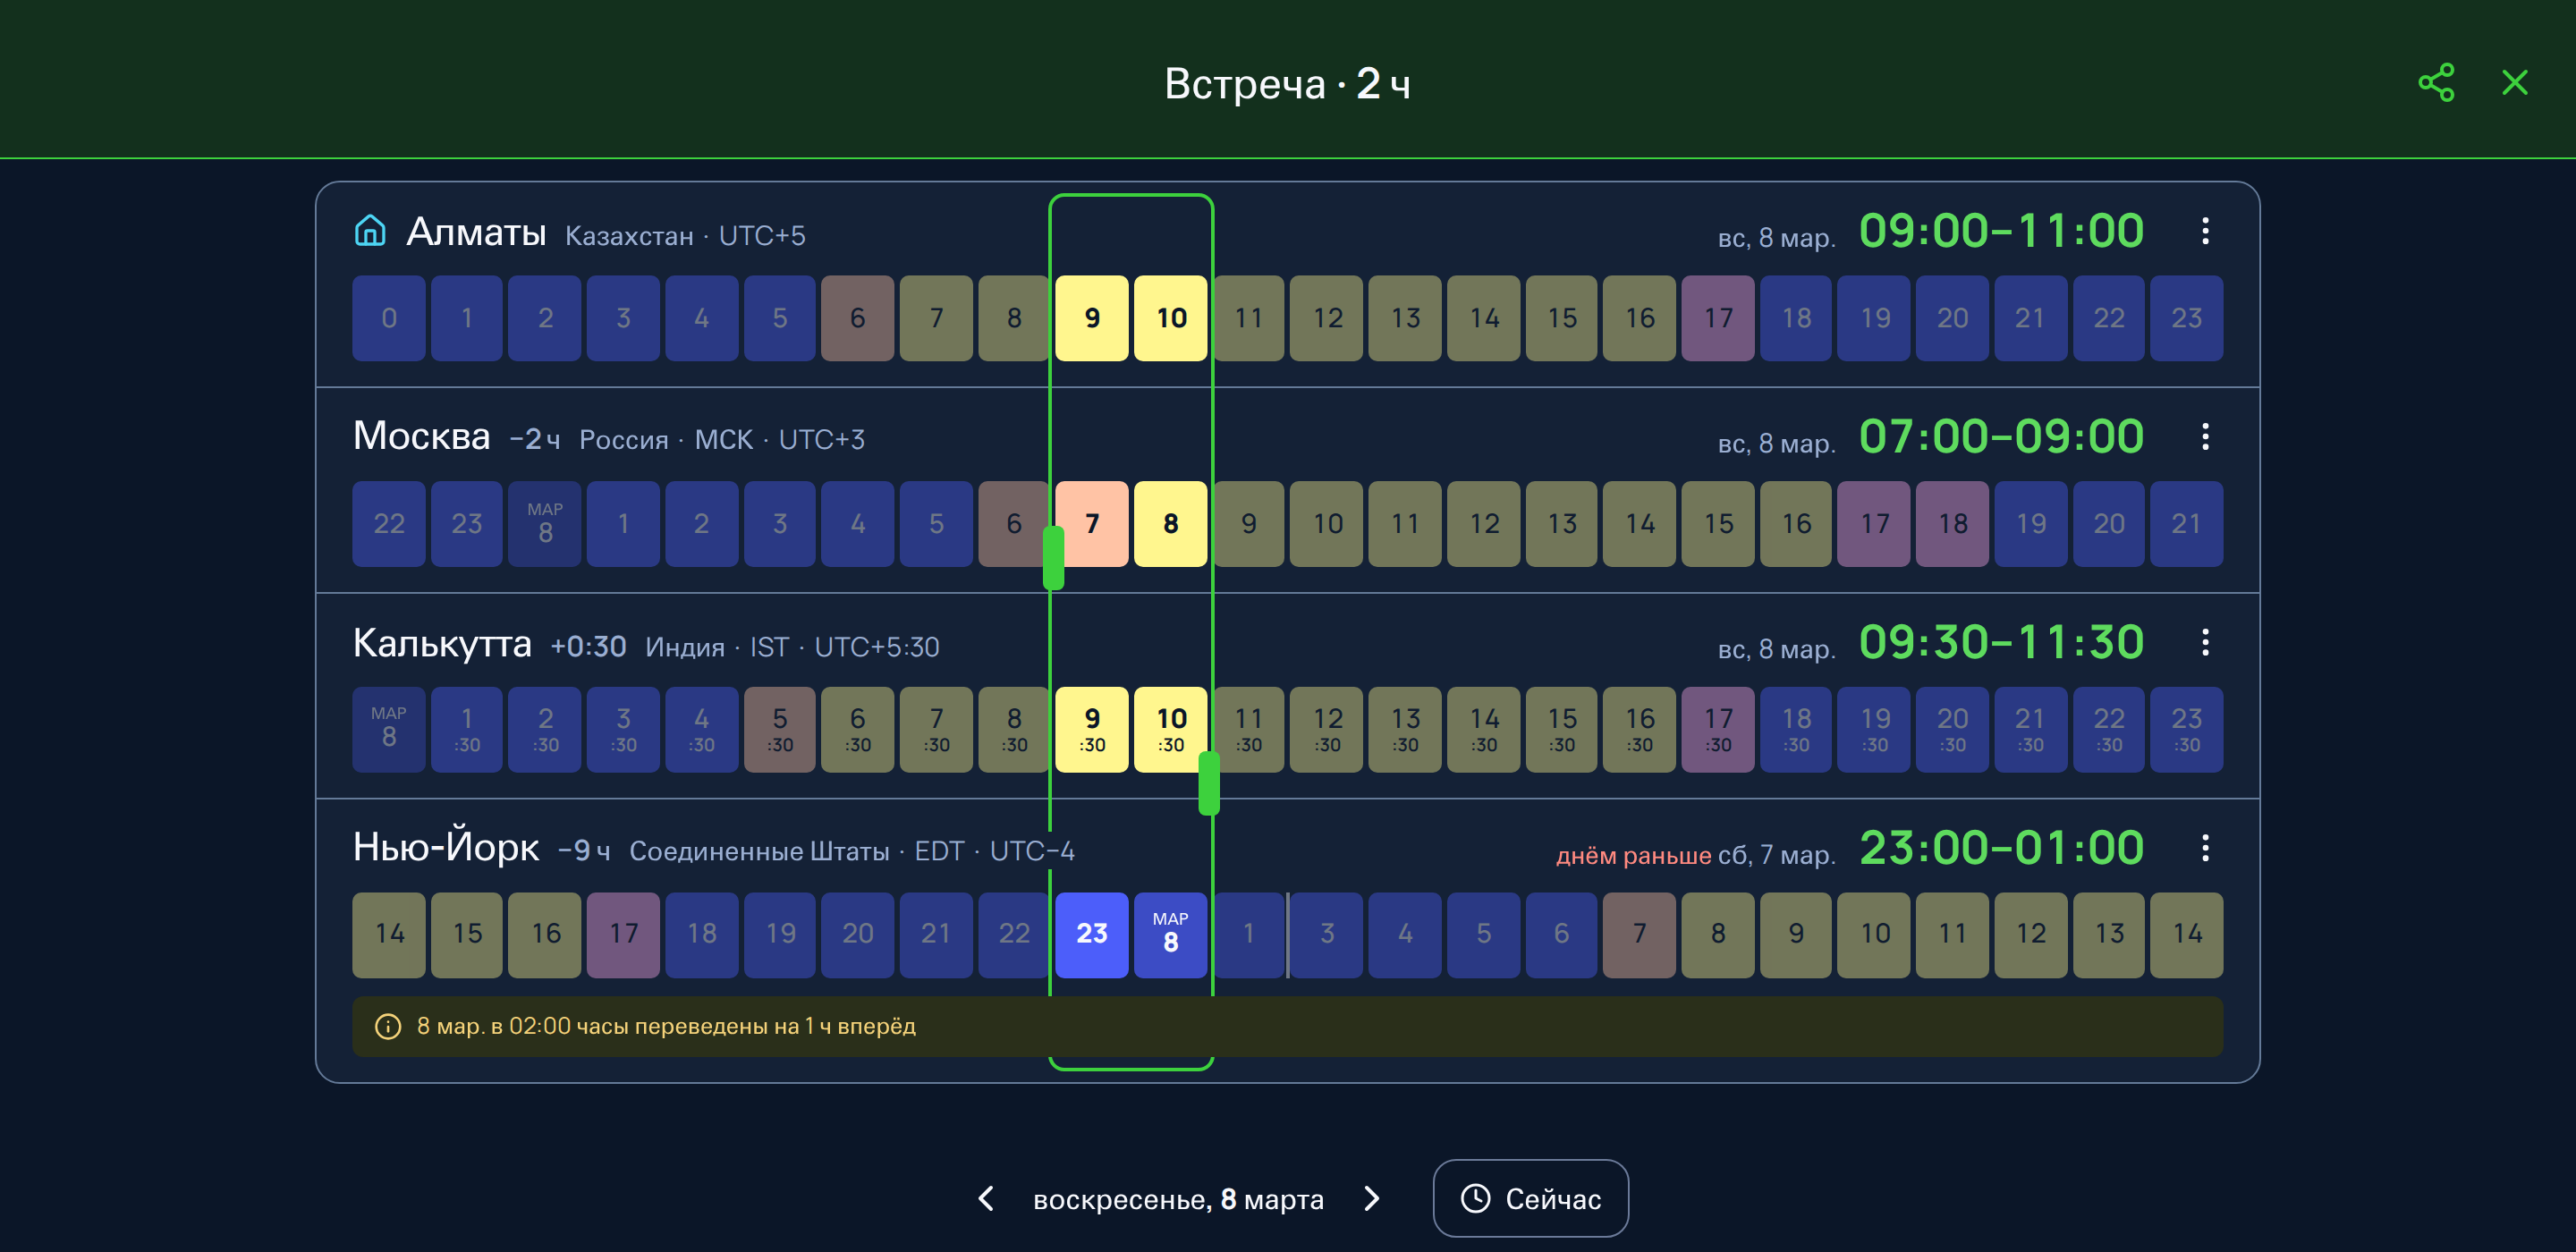 Встреча · 2 ч
Алматы Казахстан · UTC+5 вс, 8 мар. 09:00–11:00
0 1 2 3 4 5 6 7 8 9 10 11 12 13 14 15 16 17 18 19 20 21 22 23
Москва −2 ч Россия · МСК · UTC+3 вс, 8 мар. 07:00–09:00
22 23 МАР 8 1 2 3 4 5 6 7 8 9 10 11 12 13 14 15 16 17 18 19 20 21
Калькутта +0:30 Индия · IST · UTC+5:30 вс, 8 мар. 09:30–11:30
МАР 8 1:30 2:30 3:30 4:30 5:30 6:30 7:30 8:30 9:30 10:30 11:30 12:30 13:30 14:30 15:30 16:30 17:30 18:30 19:30 20:30 21:30 22:30 23:30
Нью-Йорк −9 ч Соединенные Штаты · EDT · UTC−4 днём раньше сб, 7 мар. 23:00–01:00
14 15 16 17 18 19 20 21 22 23 МАР 8 1 3 4 5 6 7 8 9 10 11 12 13 14
8 мар. в 02:00 часы переведены на 1 ч вперёд
воскресенье, 8 марта Сейчас